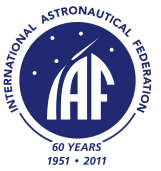 INTERNATIONAL ASTRONAUTICAL FEDERATION
IAF
60 YEARS
1951 • 2011